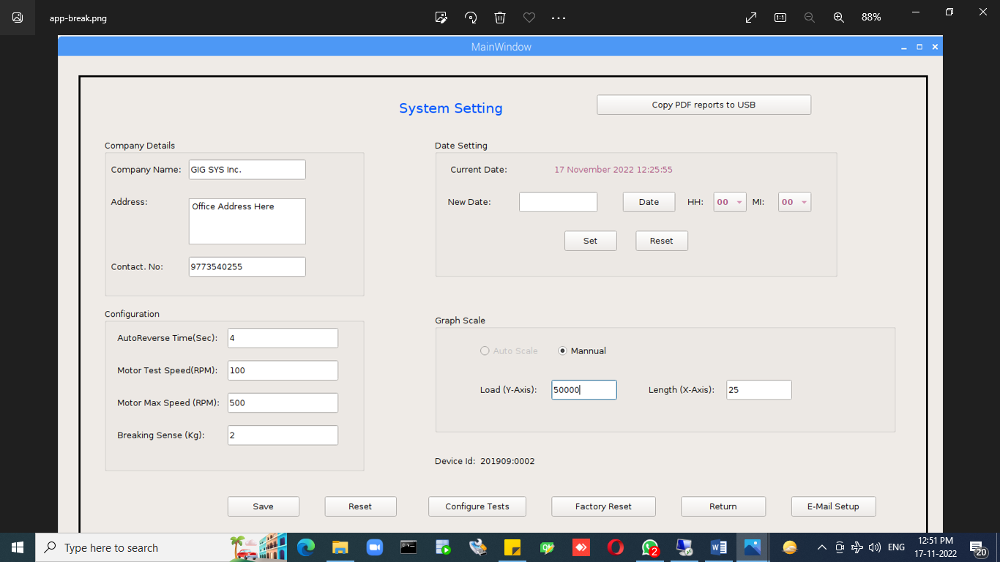 app-break.png
88%
MainWindow
System Setting
Copy PDF reports to USB
Company Details
Company Name: GIG SYS Inc.
Address: Office Address Here
Contact. No: 9773540255
Date Setting
Current Date: 17 November 2022 12:25:55
New Date: Date HH: 00 MI: 00
Set Reset
Configuration
AutoReverse Time(Sec): 4
Motor Test Speed(RPM): 100
Motor Max Speed (RPM): 500
Breaking Sense (Kg): 2
Graph Scale
Auto Scale Mannual
Load (Y-Axis): 50000 Length (X-Axis): 25
Device Id: 201909:0002
Save Reset Configure Tests Factory Reset Return E-Mail Setup
Type here to search
2
ENG
12:51 PM
17-11-2022
20